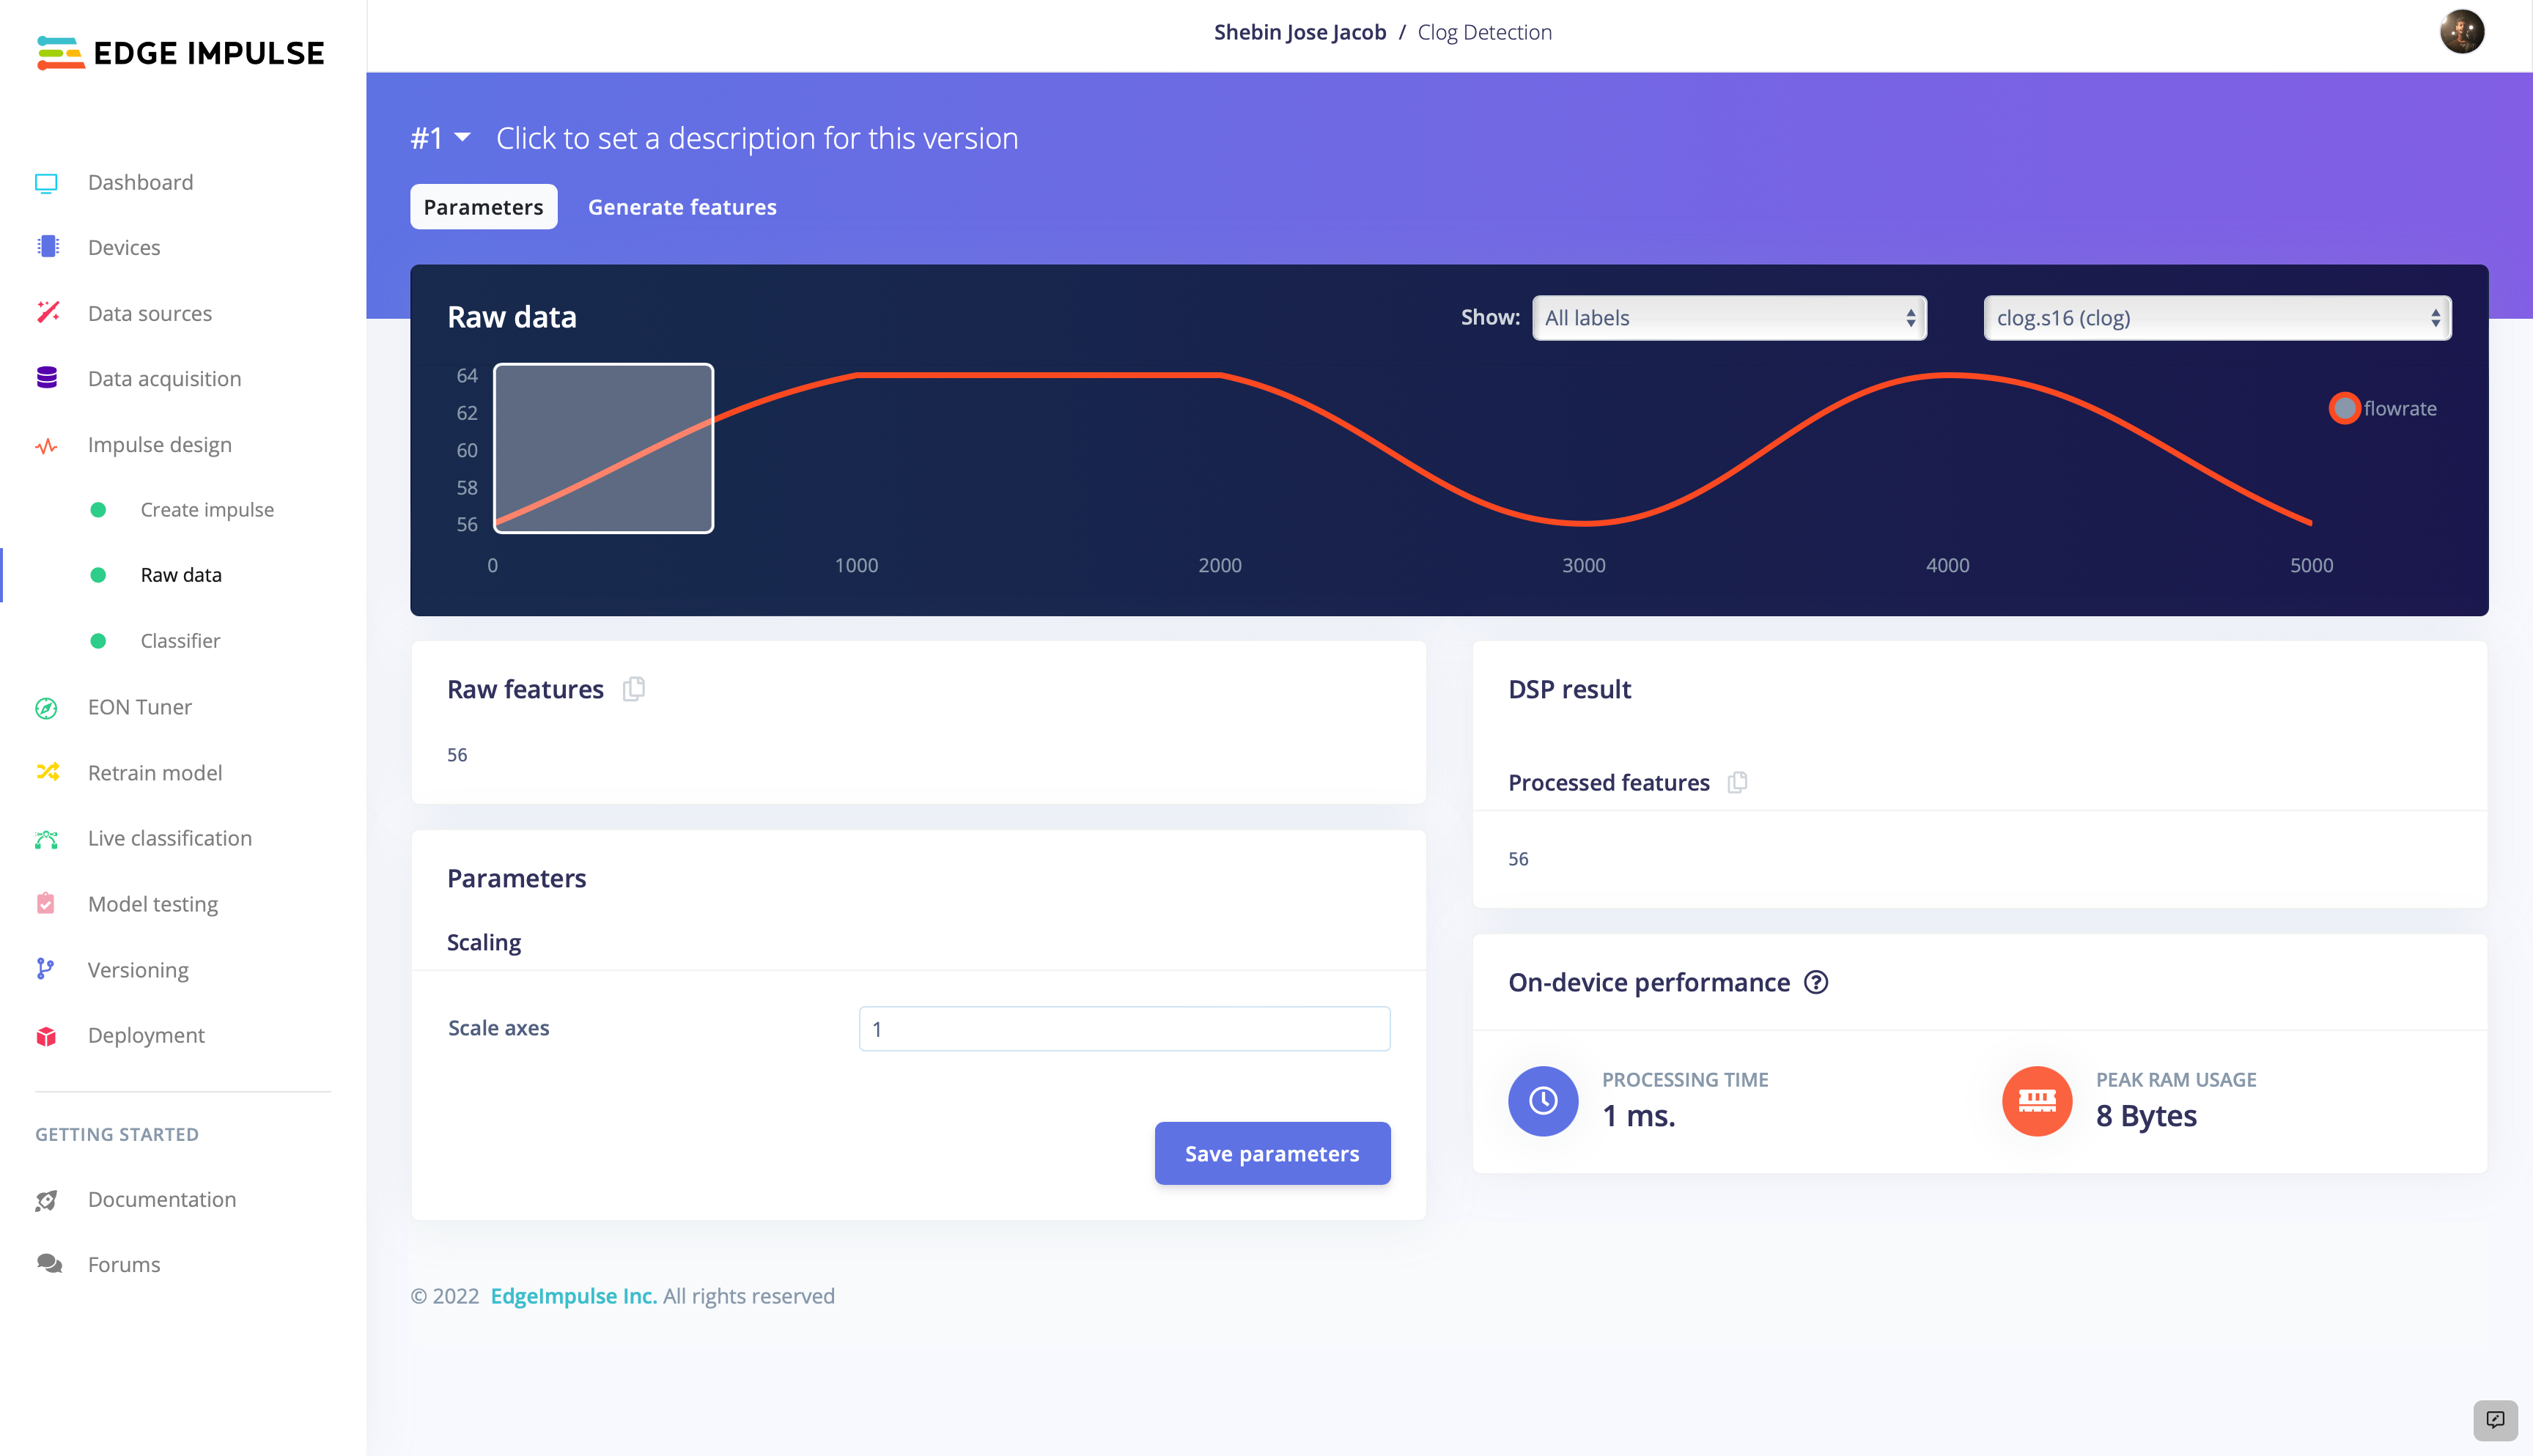 EDGE IMPULSE
Shebin Jose Jacob / Clog Detection
Dashboard
Devices
Data sources
Data acquisition
Impulse design
Create impulse
Raw data
Classifier
EON Tuner
Retrain model
Live classification
Model testing
Versioning
Deployment
GETTING STARTED
Documentation
Forums
#1 Click to set a description for this version
Parameters Generate features
Raw data
Show: All labels clog.s16 (clog)
64
62
60
58
56
flowrate
0 1000 2000 3000 4000 5000
Raw features
56
Parameters
Scaling
Scale axes 1
Save parameters
DSP result
Processed features
56
On-device performance
PROCESSING TIME
1 ms.
PEAK RAM USAGE
8 Bytes
© 2022 EdgeImpulse Inc. All rights reserved